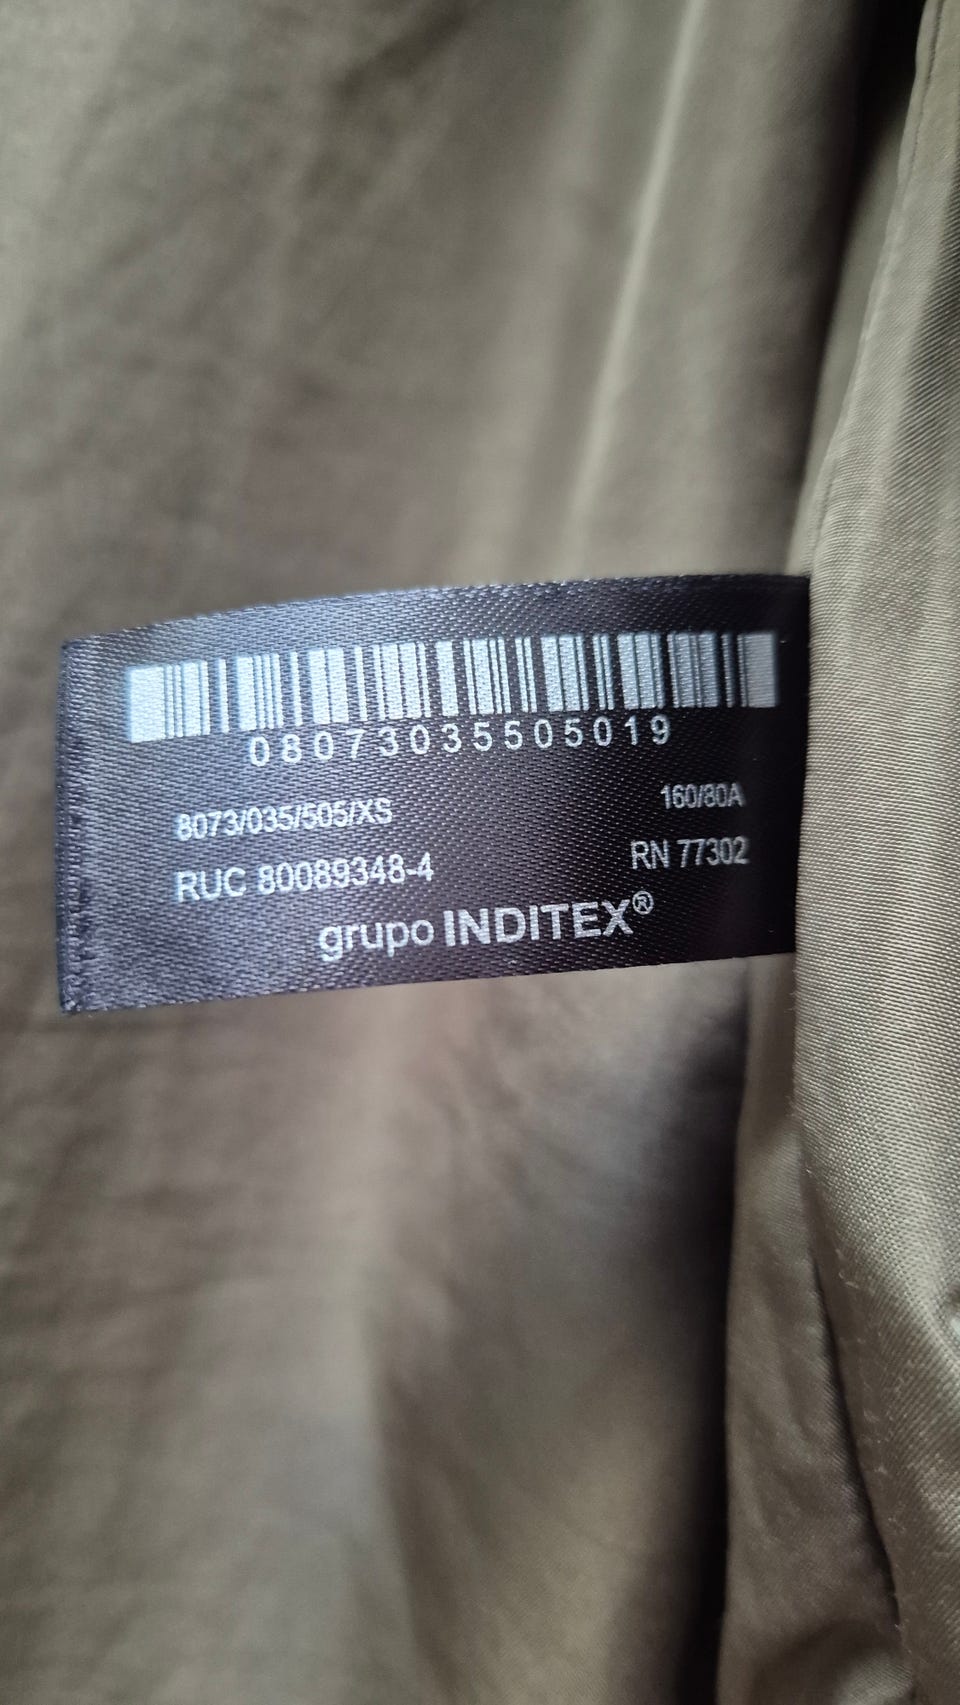 08073035505019
8073/035/505/XS
160/80A
RUC 80089348-4
RN 77302
grupo INDITEX®